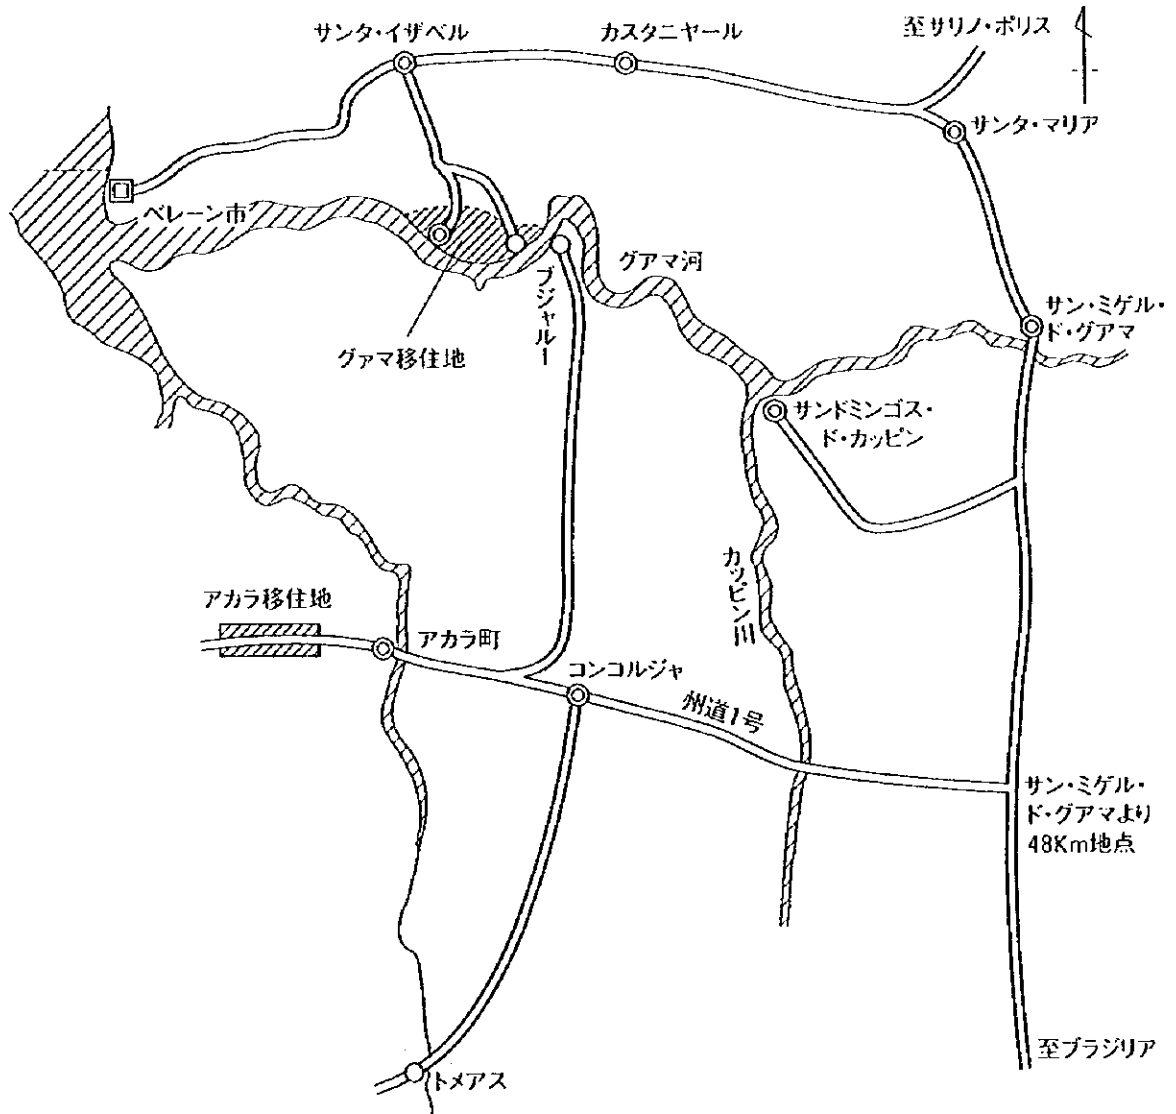 サンタ・イザベル
カスタニヤール
至サリノ・ポリス
サンタ・マリア
ベレーン市
グアマ河
ブジャルー
サン・ミゲル・
ド・グアマ
グァマ移住地
サンドミンゴス・
ド・カッピン
カッピン川
アカラ移住地
アカラ町
コンコルジャ
州道1号
サン・ミゲル・
ド・グアマより
48Km地点
至ブラジリア
トメアス